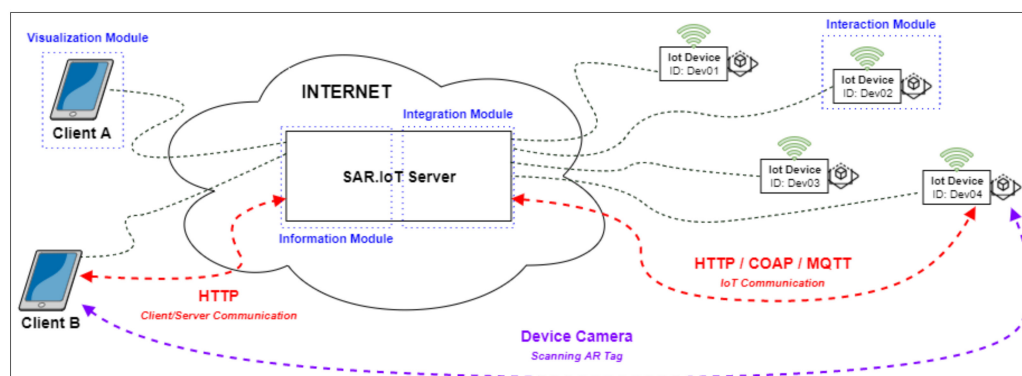 Visualization Module
Client A
INTERNET
Integration Module
SAR.IoT Server
Information Module
Iot Device
ID: Dev01
Interaction Module
Iot Device
ID: Dev02
Iot Device
ID: Dev03
Iot Device
ID: Dev04
Client B
HTTP
Client/Server Communication
HTTP / COAP / MQTT
IoT Communication
Device Camera
Scanning AR Tag